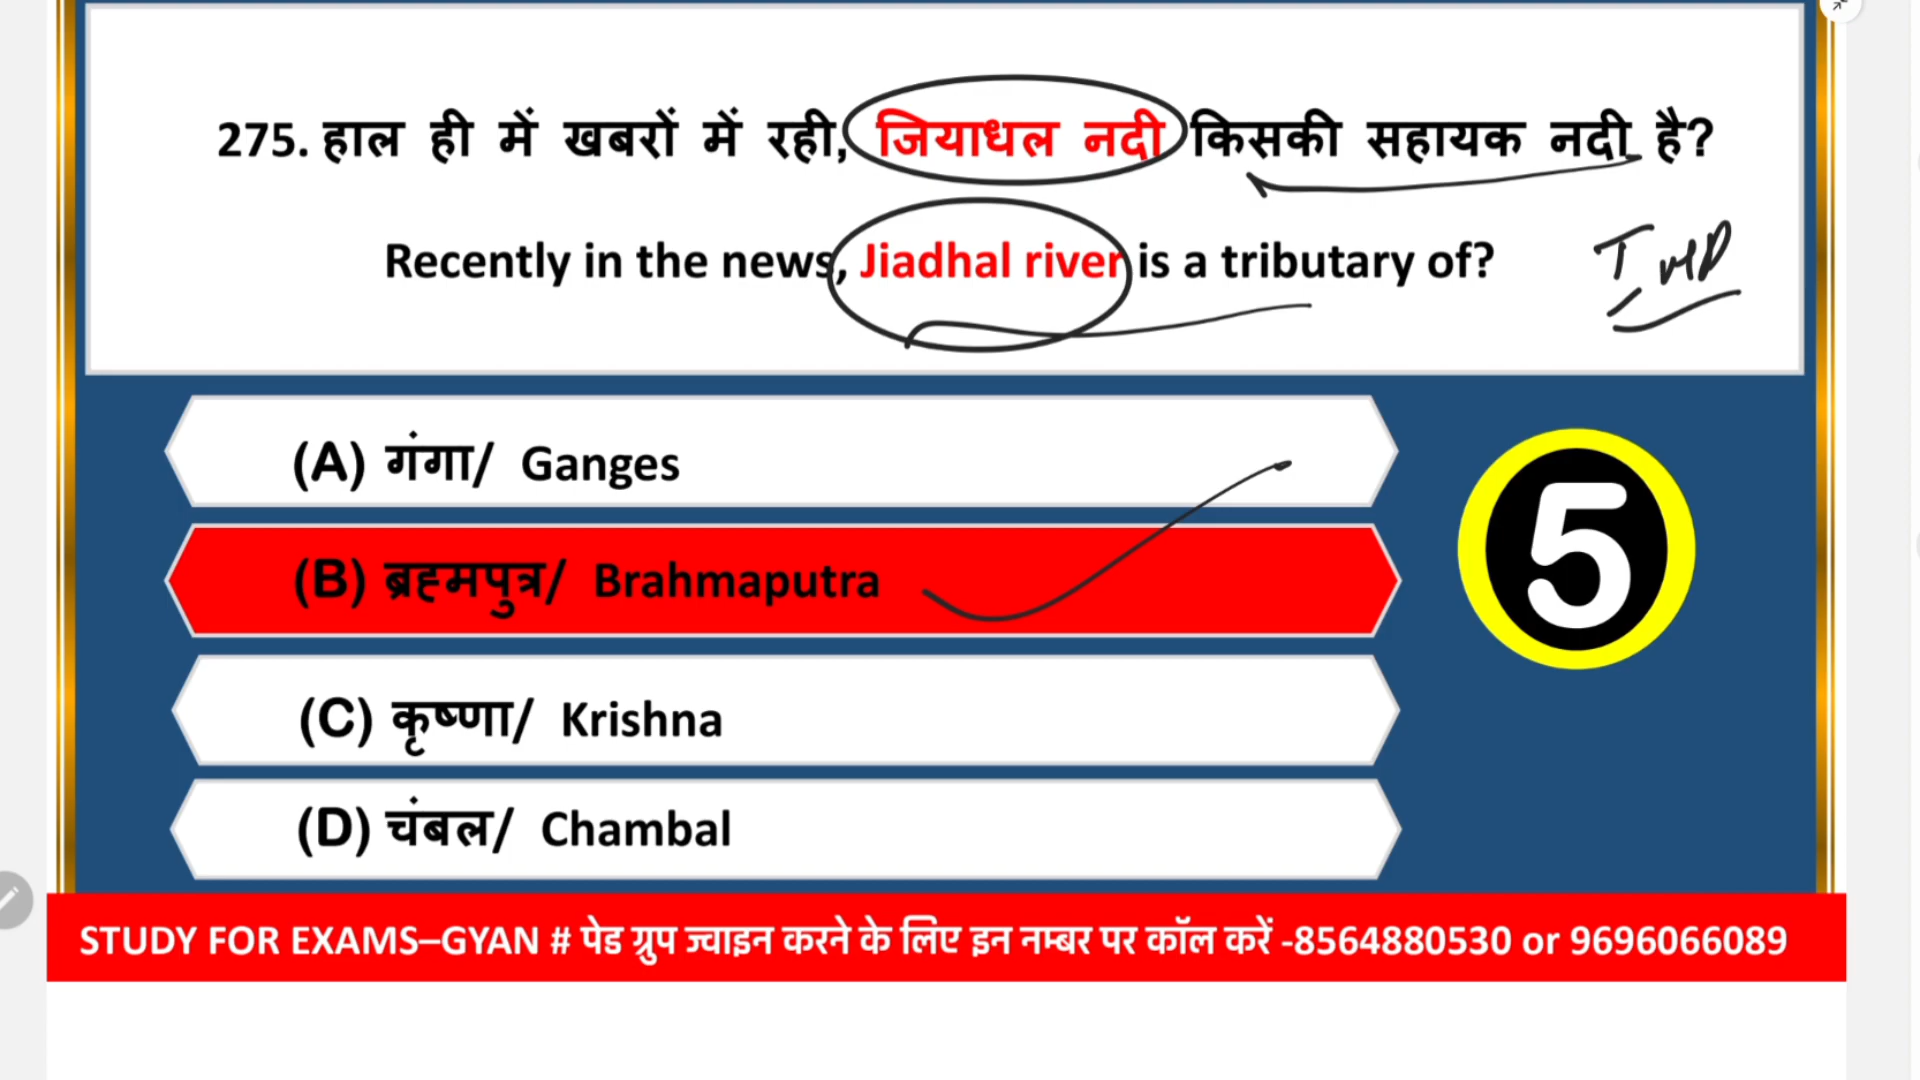 275. हाल ही में खबरों में रही, जियाधल नदी किसकी सहायक नदी है?
Recently in the news, Jiadhal river is a tributary of?
IMP
(A) गंगा/ Ganges
(B) ब्रह्मपुत्र/ Brahmaputra
5
(C) कृष्णा/ Krishna
(D) चंबल/ Chambal
STUDY FOR EXAMS–GYAN # पेड ग्रुप ज्वाइन करने के लिए इन नम्बर पर कॉल करें -8564880530 or 9696066089